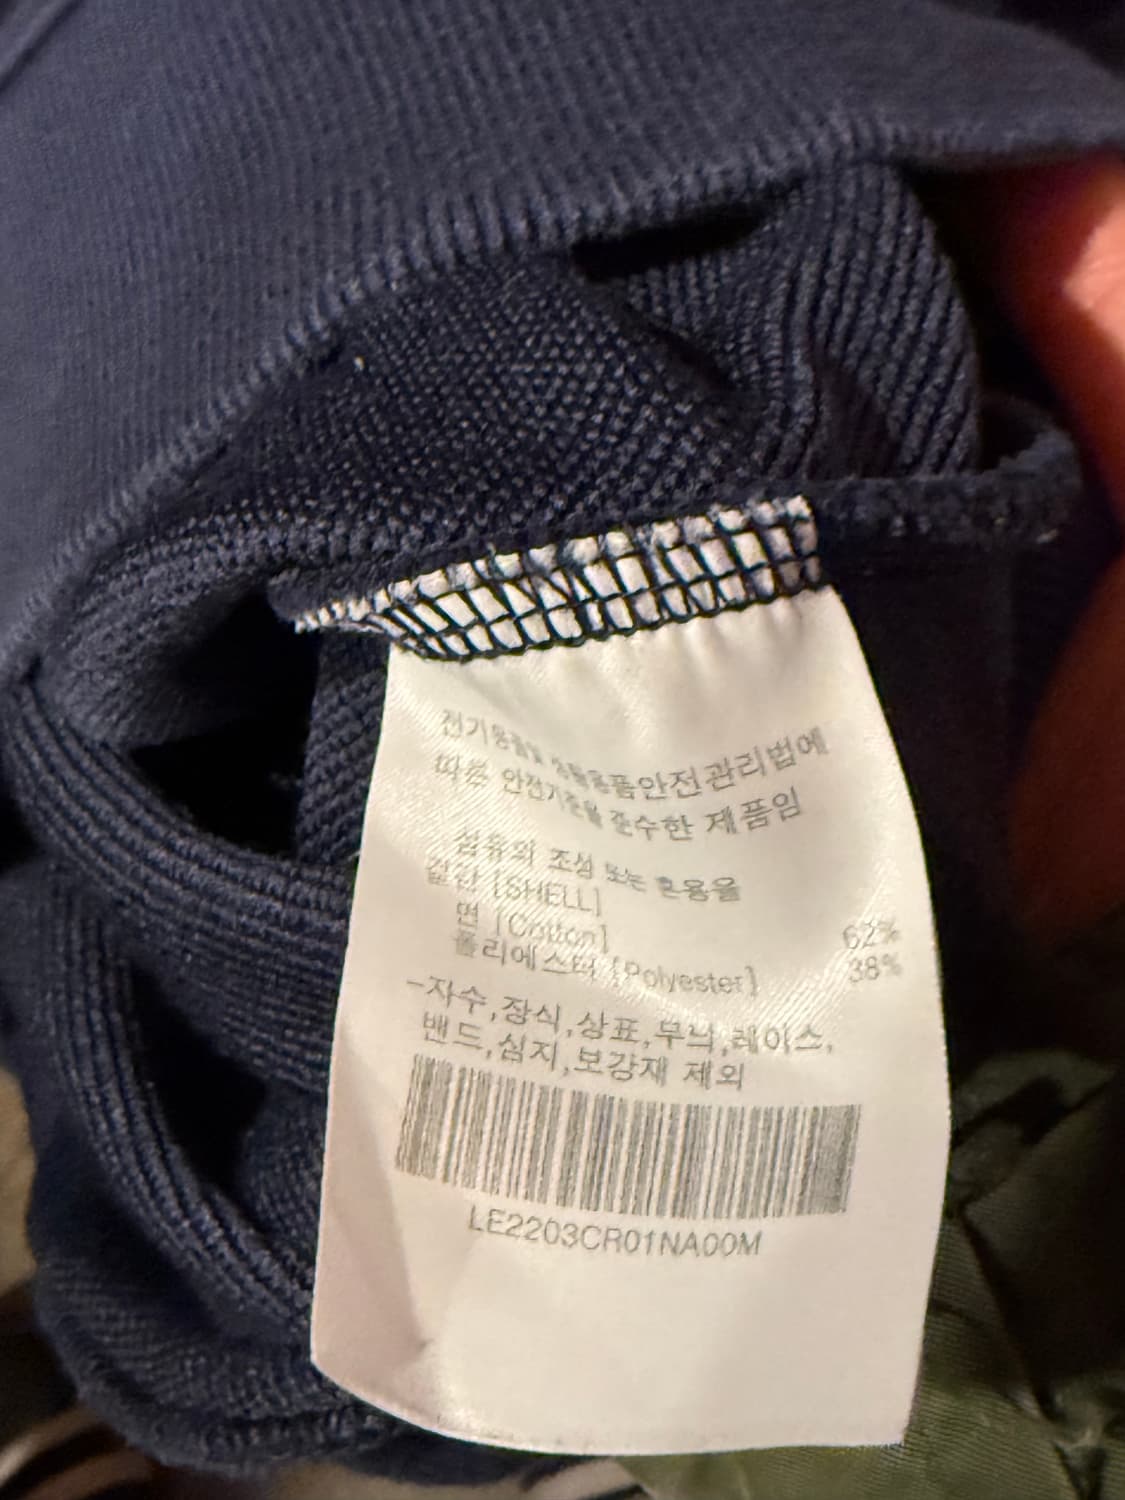 전기용품및 생활용품안전관리법에
따른 안전기준을 준수한 제품임
섬유의 조성 또는 혼용율
겉감 [SHELL]
면 [Cotton] 62%
폴리에스터 [Polyester] 38%
-자수,장식,상표,무늬,레이스,
밴드,심지,보강재 제외
LE2203CR01NA00M